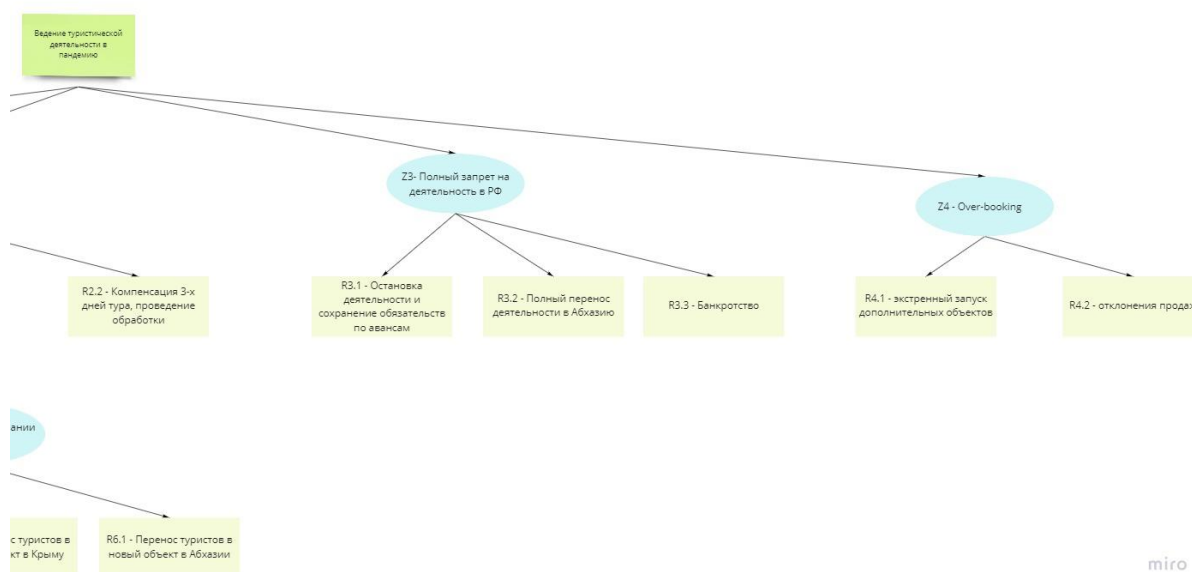 Ведение туристической
деятельности в
пандемию
Z3- Полный запрет на
деятельность в РФ
Z4 - Over-booking
R2.2 - Компенсация 3-х
дней тура, проведение
обработки
R3.1 - Остановка
деятельности и
сохранение обязательств
по авансам
R3.2 - Полный перенос
деятельности в Абхазию
R3.3 - Банкротство
R4.1 - экстренный запуск
дополнительных объектов
R4.2 - отклонения продаж
ании
с туристов в
кт в Крыму
R6.1 - Перенос туристов в
новый объект в Абхазии
miro